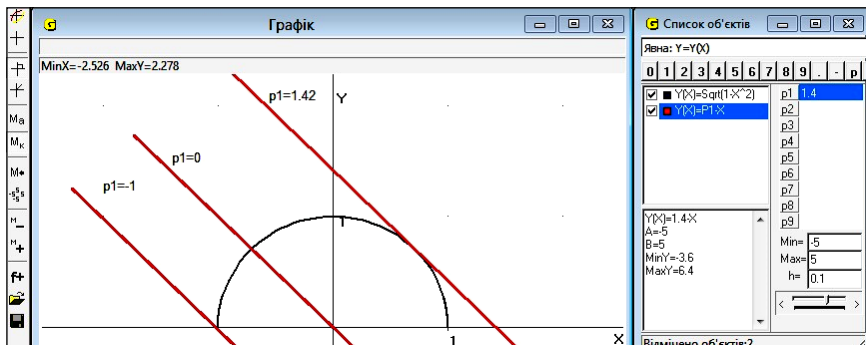 Графік
MinX=-2.526 MaxY=2.278
p1=1.42
Y
p1=0
p1=-1
1
1
X
Ma
Mк
M*
M
M+
f+
Список об'єктів
Явна: Y=Y(X)
0 1 2 3 4 5 6 7 8 9 . - p
Y(X)=Sqrt(1-X^2)
Y(X)=P1-X
p1 1.4
p2
p3
p4
p5
p6
p7
p8
p9
Y(X)=1.4-X
A=-5
B=5
MinY=-3.6
MaxY=6.4
Min= -5
Max= 5
h= 0.1
Відмічено об'єктів:2